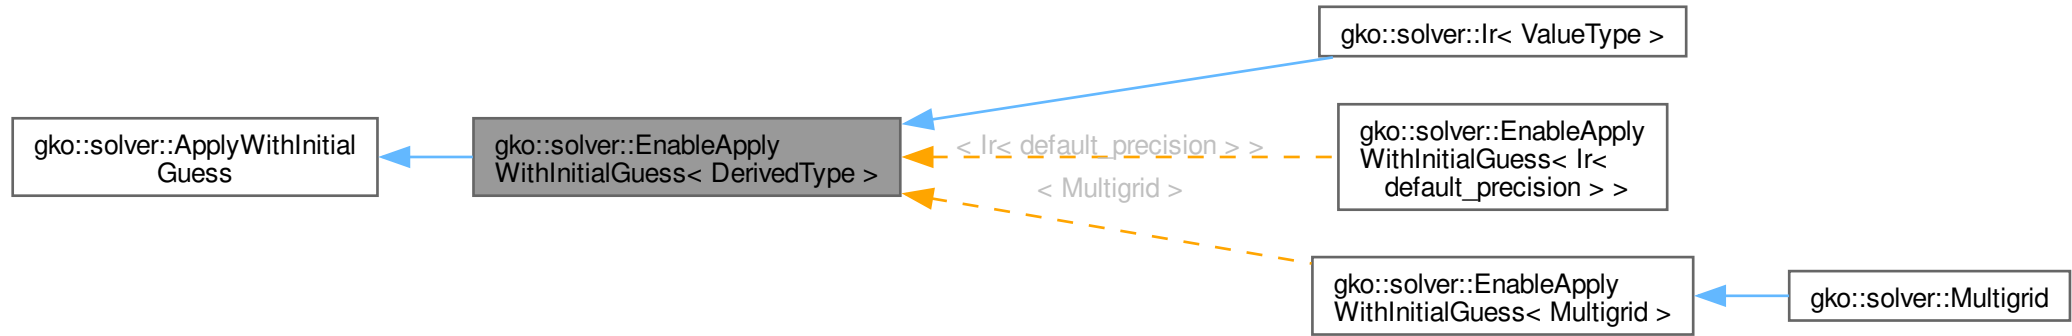 gko::solver::ApplyWithInitial
Guess
gko::solver::EnableApply
WithInitialGuess< DerivedType >
gko::solver::Ir< ValueType >
< Ir< default_precision > >
gko::solver::EnableApply
WithInitialGuess< Ir<
default_precision > >
< Multigrid >
gko::solver::EnableApply
WithInitialGuess< Multigrid >
gko::solver::Multigrid